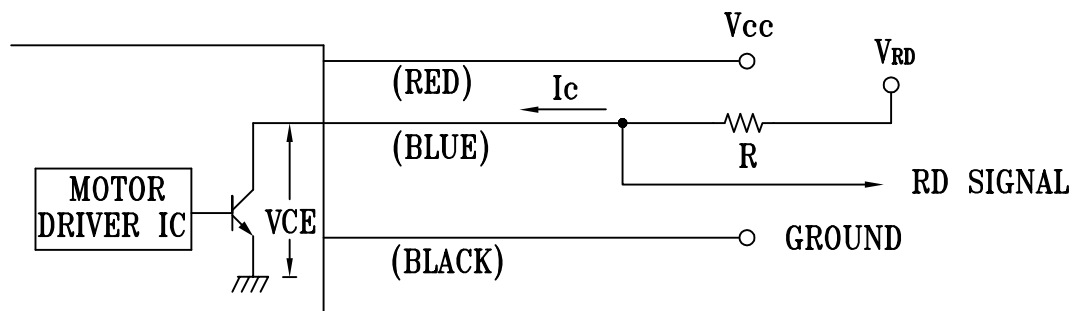 Vcc
VRD
(RED)
Ic
(BLUE)
R
MOTOR
DRIVER IC
RD SIGNAL
VCE
GROUND
(BLACK)